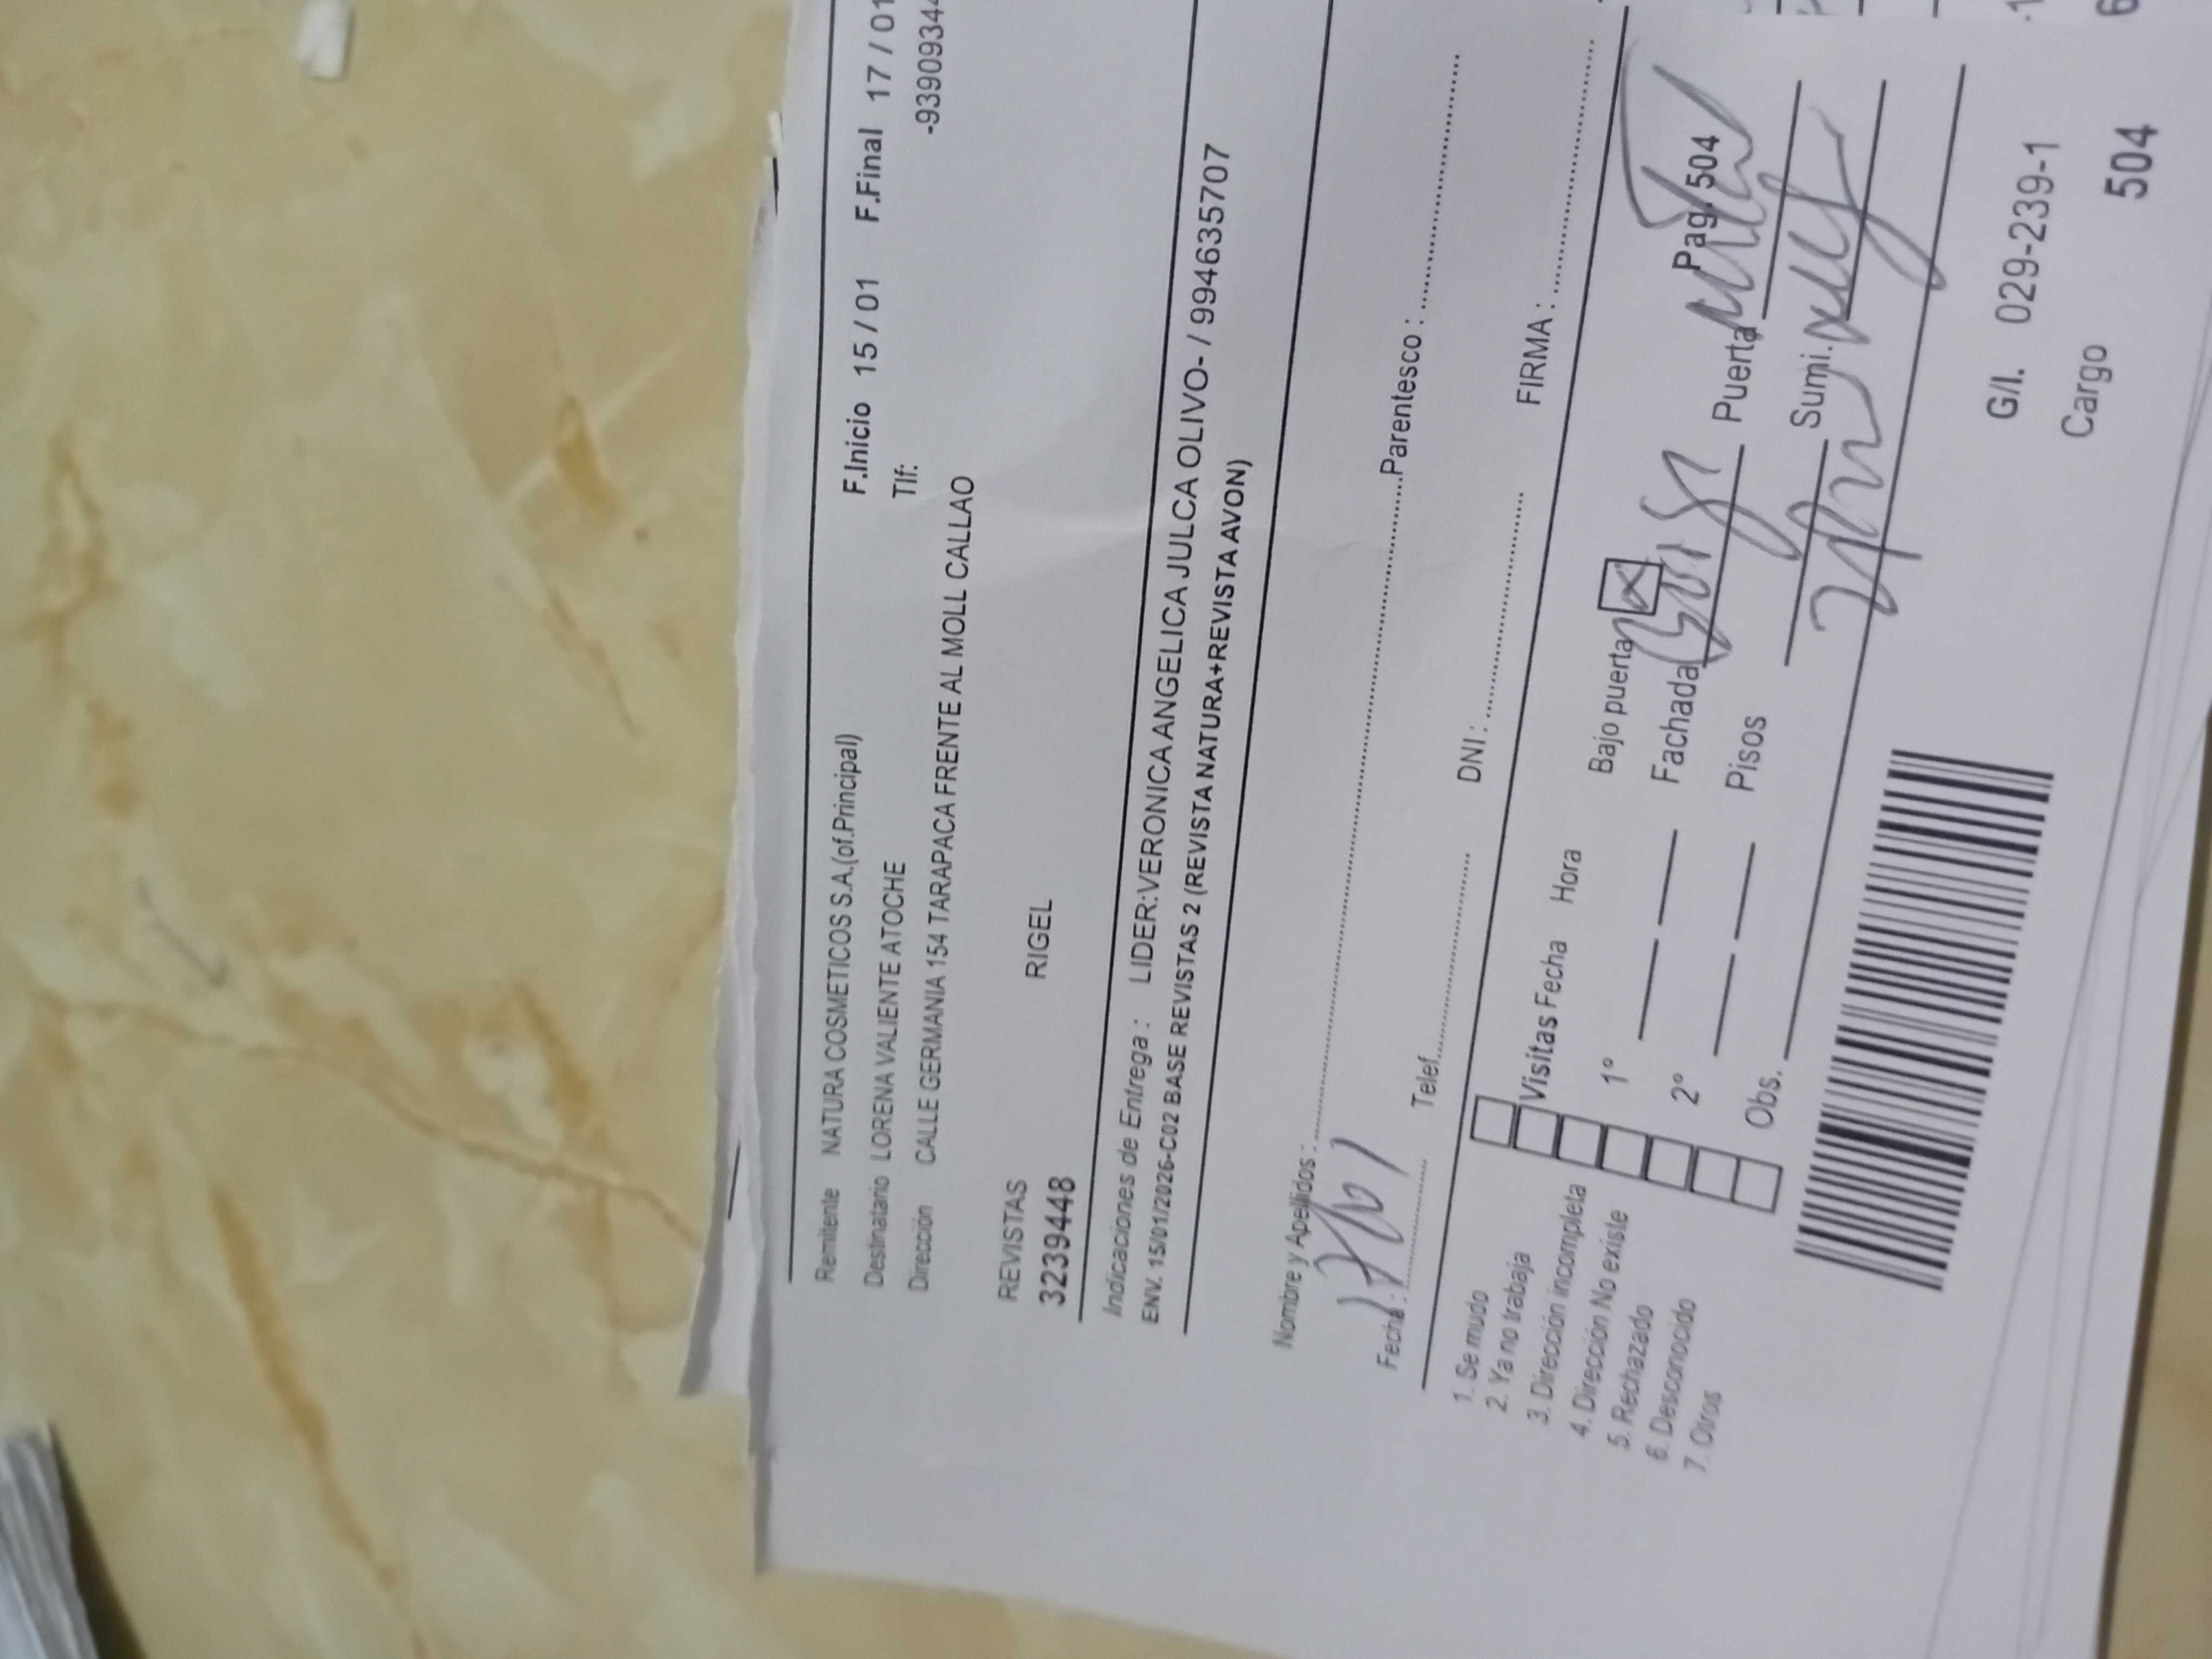 Remitente NATURA COSMETICOS S.A.(of.Principal) F.Inicio 15 / 01 F.Final 17 / 01
Destinatario LORENA VALIENTE ATOCHE Tlf: -93909344
Dirección CALLE GERMANIA 154 TARAPACA FRENTE AL MOLL CALLAO
REVISTAS RIGEL
3239448
Indicaciones de Entrega : LIDER:VERONICA ANGELICA JULCA OLIVO- / 994635707
ENV. 15/01/2026-C02 BASE REVISTAS 2 (REVISTA NATURA+REVISTA AVON)
Nombre y Apellidos : Parentesco :
Fecha : Telef. DNI : FIRMA :
1. Se mudo
2. Ya no trabaja
3. Dirección incompleta
4. Dirección No existe
5. Rechazado
6. Desconocido
7. Otros
Visitas Fecha Hora Bajo puerta Pag. 504
1° Fachada Puerta
2° Pisos Sumi.
Obs.
G/I. 029-239-1
Cargo 504